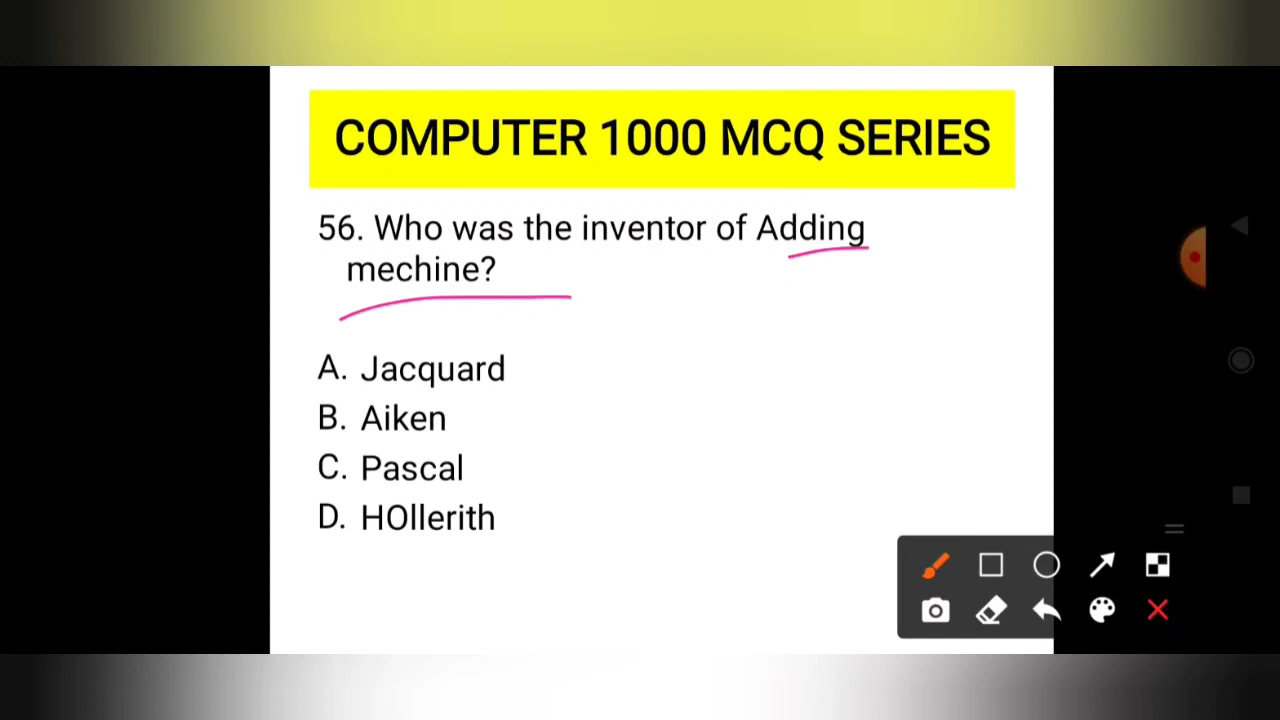 COMPUTER 1000 MCQ SERIES
56. Who was the inventor of Adding
mechine?
A. Jacquard
B. Aiken
C. Pascal
D. HOllerith